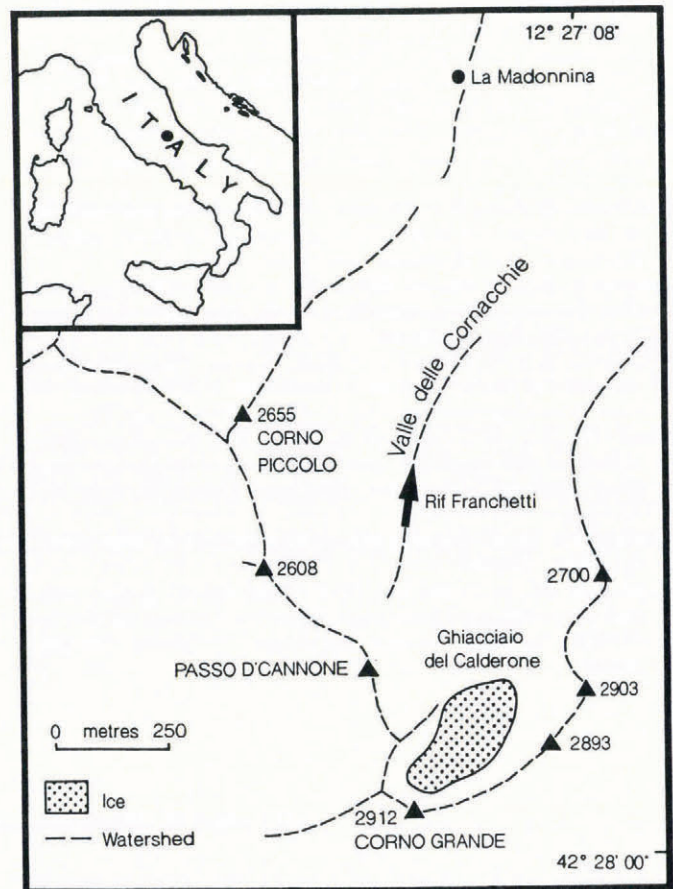 12° 27' 08"
La Madonnina
ITALY
Valle delle Cornacchie
2655
CORNO
PICCOLO
Rif Franchetti
2608
2700
Ghiacciaio
del Calderone
PASSO D'CANNONE
2903
0 metres 250
2893
Ice
2912
Watershed
CORNO GRANDE
42° 28' 00"